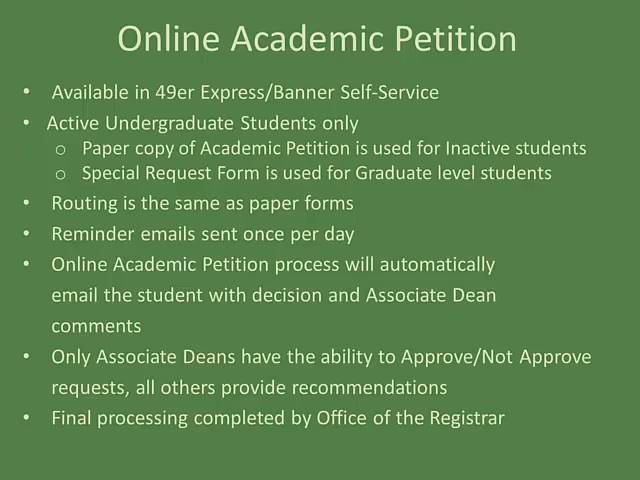 Online Academic Petition
• Available in 49er Express/Banner Self-Service
• Active Undergraduate Students only
o Paper copy of Academic Petition is used for Inactive students
o Special Request Form is used for Graduate level students
• Routing is the same as paper forms
• Reminder emails sent once per day
• Online Academic Petition process will automatically
email the student with decision and Associate Dean
comments
• Only Associate Deans have the ability to Approve/Not Approve
requests, all others provide recommendations
• Final processing completed by Office of the Registrar